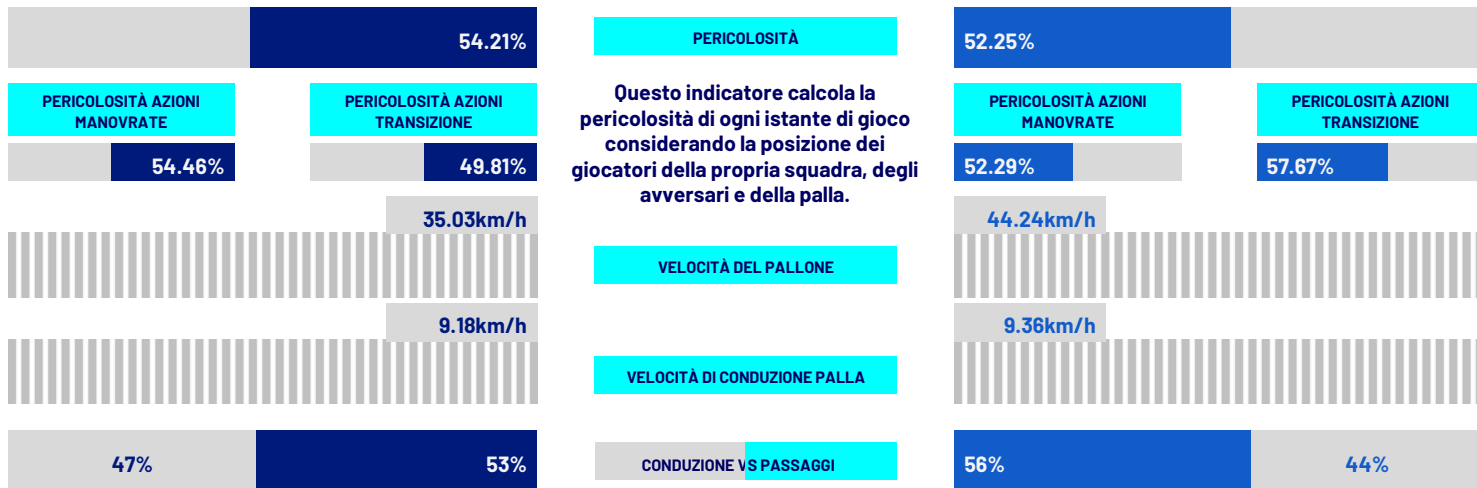 54.21%
PERICOLOSITÀ
52.25%
PERICOLOSITÀ AZIONI
MANOVRATE
PERICOLOSITÀ AZIONI
TRANSIZIONE
54.46%
49.81%
Questo indicatore calcola la
pericolosità di ogni istante di gioco
considerando la posizione dei
giocatori della propria squadra, degli
avversari e della palla.
PERICOLOSITÀ AZIONI
MANOVRATE
PERICOLOSITÀ AZIONI
TRANSIZIONE
52.29%
57.67%
35.03km/h
VELOCITÀ DEL PALLONE
44.24km/h
9.18km/h
VELOCITÀ DI CONDUZIONE PALLA
9.36km/h
47%
53%
CONDUZIONE VS PASSAGGI
56%
44%